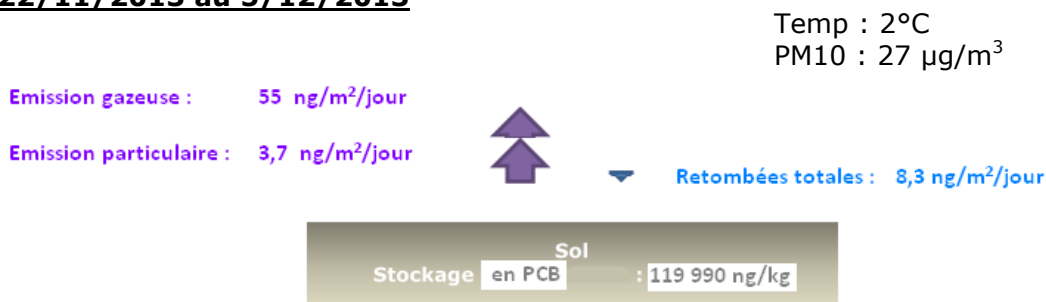 22/11/2013 au 5/12/2013
Temp : 2°C
PM10 : 27 µg/m³
Emission gazeuse : 55 ng/m²/jour
Emission particulaire : 3,7 ng/m²/jour
Retombées totales : 8,3 ng/m²/jour
Sol
Stockage en PCB : 119 990 ng/kg